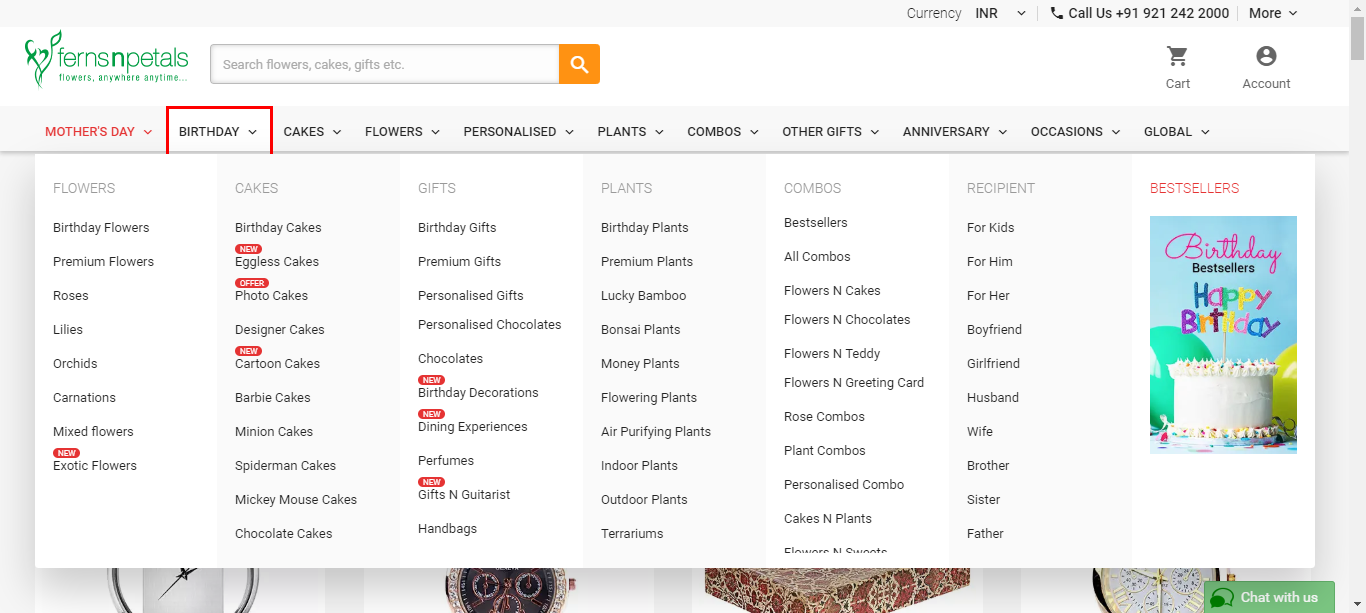 Currency INR Call Us +91 921 242 2000 More
fernsnpetals
flowers, anywhere anytime...
Search flowers, cakes, gifts etc.
Cart
Account
MOTHER'S DAY BIRTHDAY CAKES FLOWERS PERSONALISED PLANTS COMBOS OTHER GIFTS ANNIVERSARY OCCASIONS GLOBAL
FLOWERS
Birthday Flowers
Premium Flowers
Roses
Lilies
Orchids
Carnations
Mixed flowers
NEW
Exotic Flowers
CAKES
Birthday Cakes
NEW
Eggless Cakes
OFFER
Photo Cakes
Designer Cakes
NEW
Cartoon Cakes
Barbie Cakes
Minion Cakes
Spiderman Cakes
Mickey Mouse Cakes
Chocolate Cakes
GIFTS
Birthday Gifts
Premium Gifts
Personalised Gifts
Personalised Chocolates
Chocolates
NEW
Birthday Decorations
NEW
Dining Experiences
Perfumes
NEW
Gifts N Guitarist
Handbags
PLANTS
Birthday Plants
Premium Plants
Lucky Bamboo
Bonsai Plants
Money Plants
Flowering Plants
Air Purifying Plants
Indoor Plants
Outdoor Plants
Terrariums
COMBOS
Bestsellers
All Combos
Flowers N Cakes
Flowers N Chocolates
Flowers N Teddy
Flowers N Greeting Card
Rose Combos
Plant Combos
Personalised Combo
Cakes N Plants
Flowers N Sweets
RECIPIENT
For Kids
For Him
For Her
Boyfriend
Girlfriend
Husband
Wife
Brother
Sister
Father
BESTSELLERS
Birthday
Bestsellers
Happy
Birthday
Chat with us